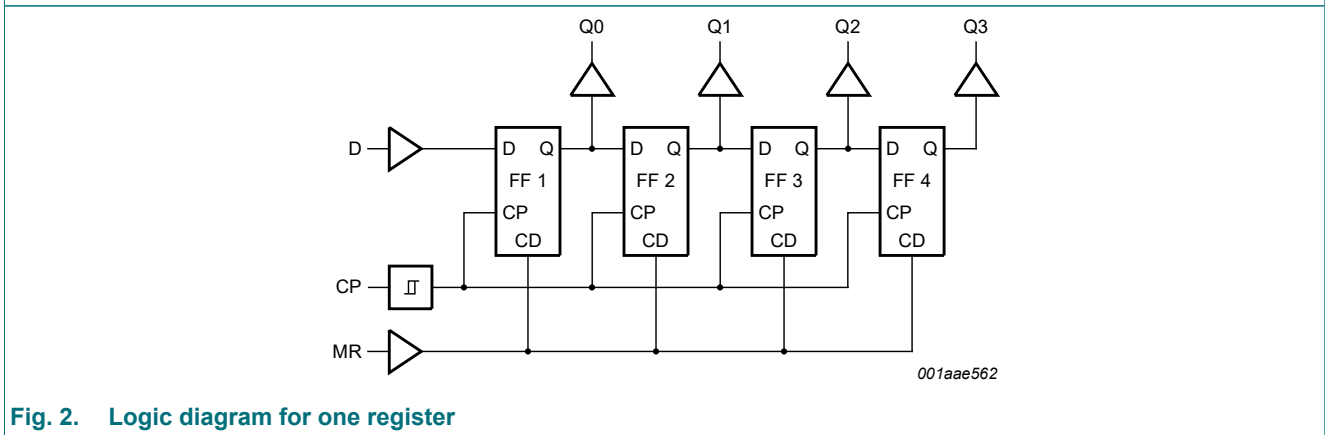 Q0 Q1 Q2 Q3
D
D Q D Q D Q D Q
FF 1 FF 2 FF 3 FF 4
CP CP CP CP
CD CD CD CD
CP
MR
001aae562
Fig. 2. Logic diagram for one register